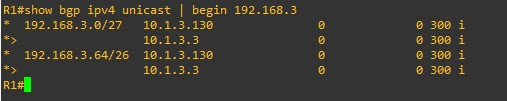 R1#show bgp ipv4 unicast | begin 192.168.3
*  192.168.3.0/27   10.1.3.130               0             0 300 i
*>                  10.1.3.3                 0             0 300 i
*  192.168.3.64/26  10.1.3.130               0             0 300 i
*>                  10.1.3.3                 0             0 300 i
R1#